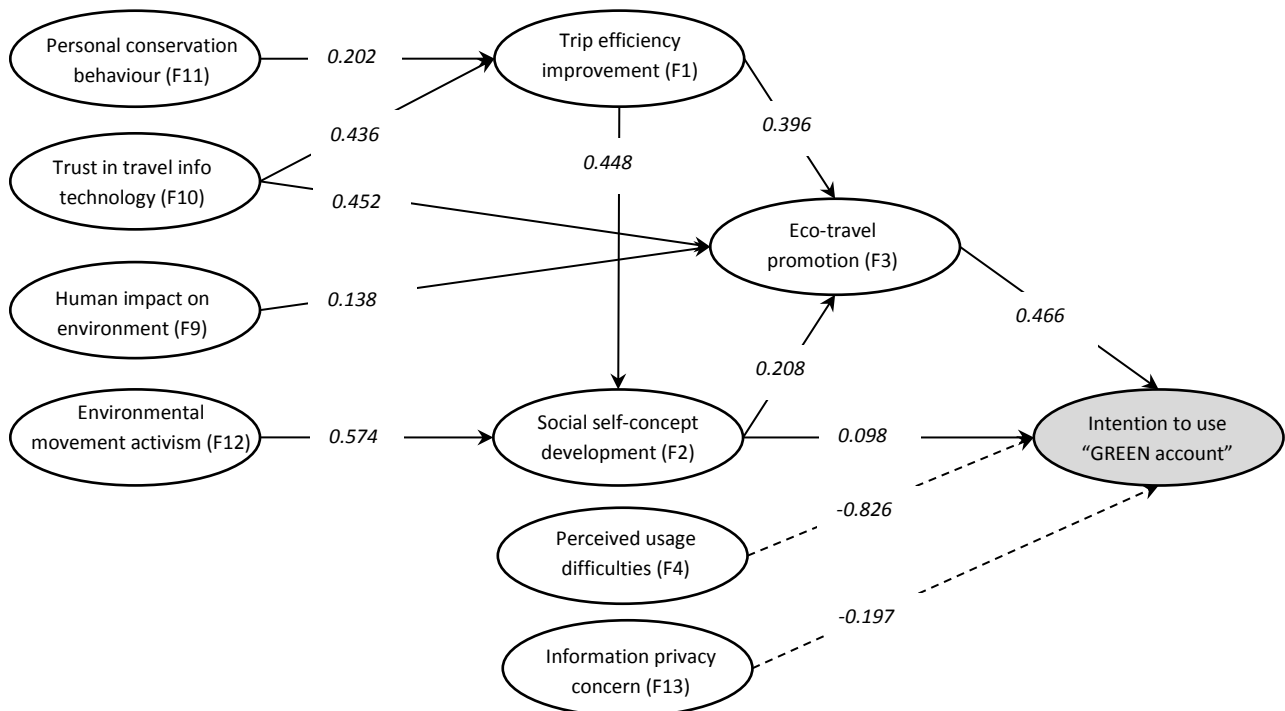 Personal conservation
behaviour (F11)
0.202
Trip efficiency
improvement (F1)
0.396
0.436
0.448
Trust in travel info
technology (F10)
0.452
Eco-travel
promotion (F3)
Human impact on
environment (F9)
0.138
0.466
0.208
Environmental
movement activism (F12)
0.574
Social self-concept
development (F2)
0.098
Intention to use
“GREEN account”
-0.826
Perceived usage
difficulties (F4)
-0.197
Information privacy
concern (F13)